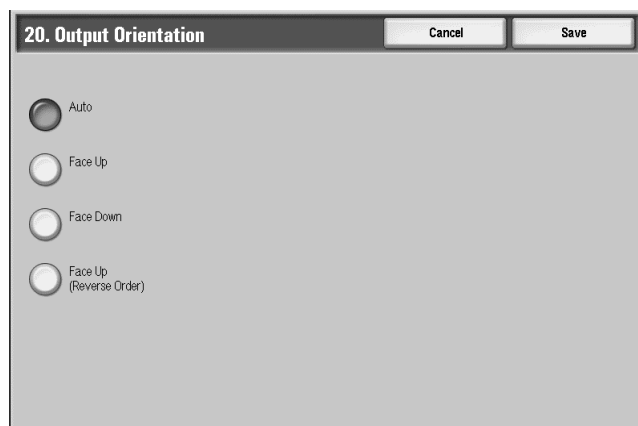 20. Output Orientation
Cancel
Save
Auto
Face Up
Face Down
Face Up
(Reverse Order)